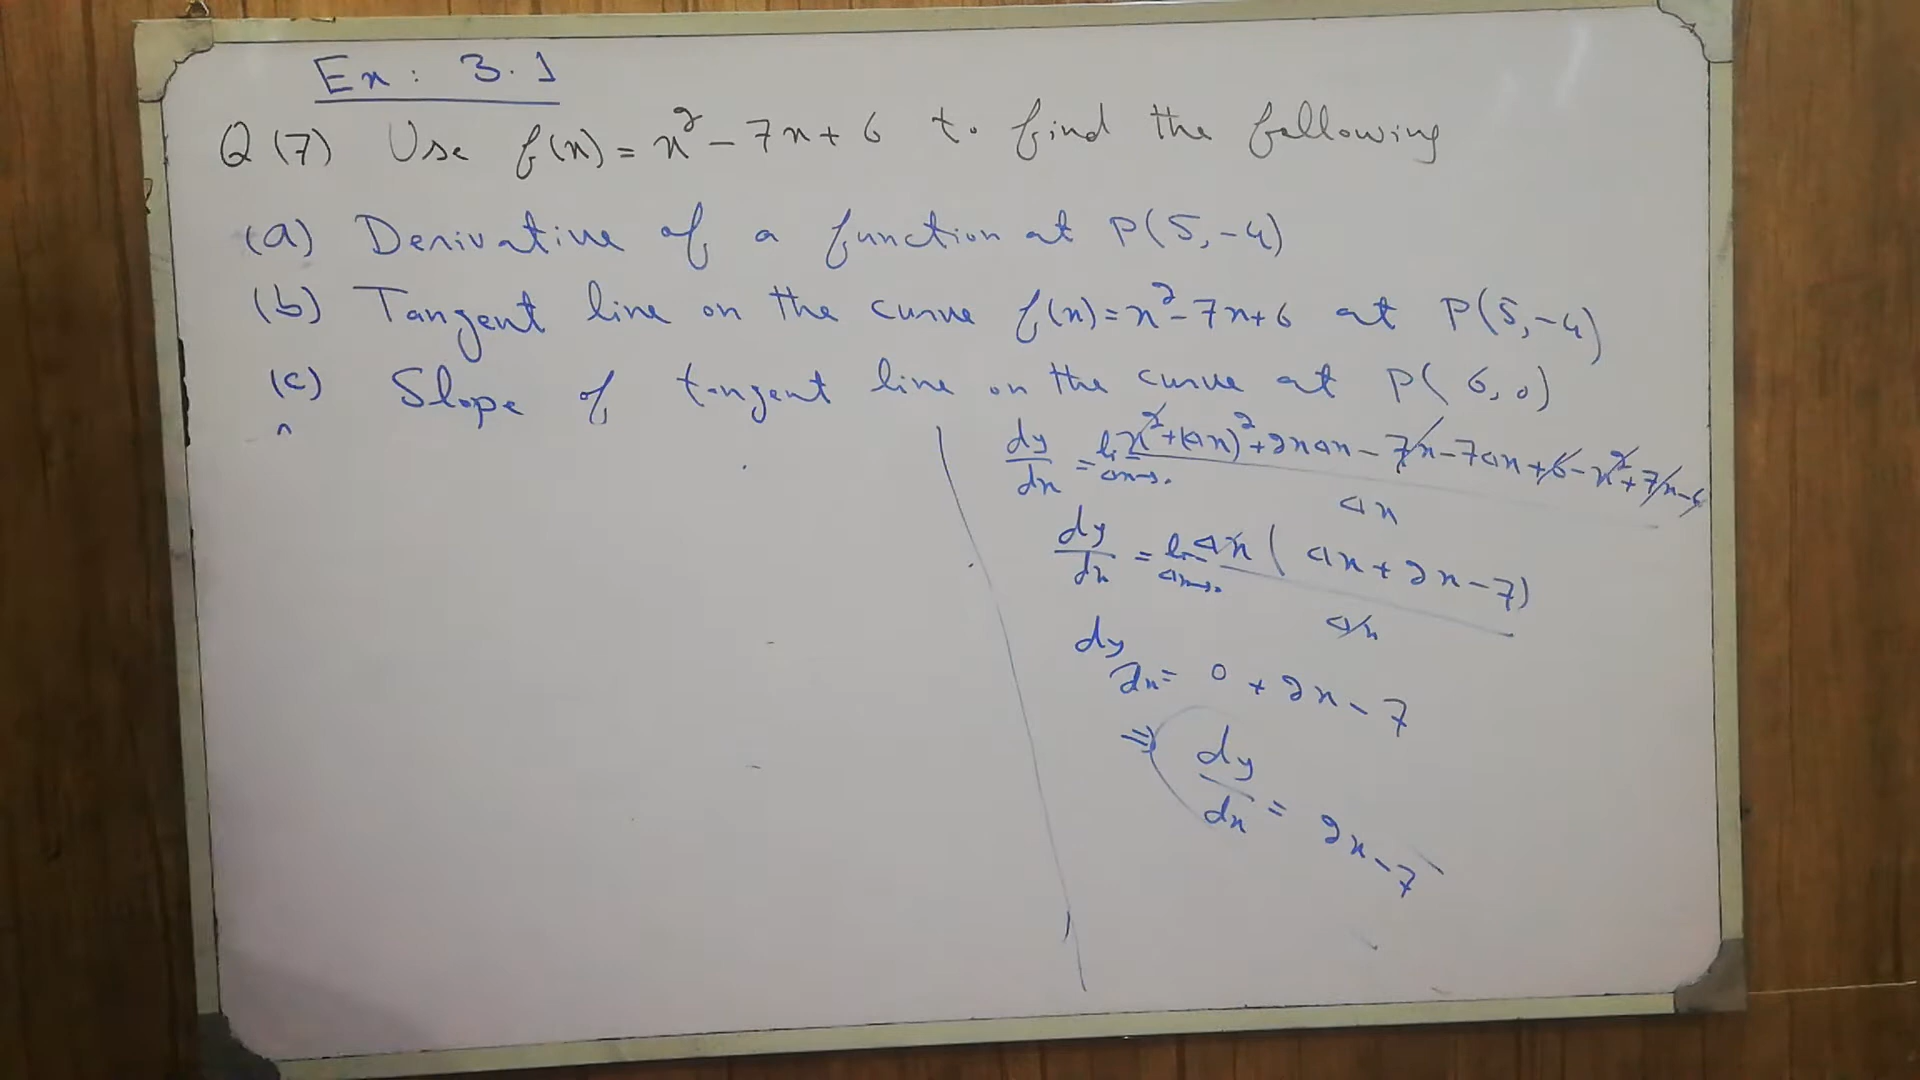 Ex: 3.1
Q(7) Use f(x) = x² - 7x + 6 to find the following
(a) Derivative of a function at P(5,-4)
(b) Tangent line on the curve f(x) = x² - 7x + 6 at P(5,-4)
(c) Slope of tangent line on the curve at P(6,0)
dy/dx = lim Δx→0 x² + (Δx)² + 2xΔx - 7x - 7Δx + 6 - x² + 7x - 6 / Δx
dy/dx = lim Δx→0 Δx(Δx + 2x - 7) / Δx
dy/dx = 0 + 2x - 7
⇒ dy/dx = 2x - 7